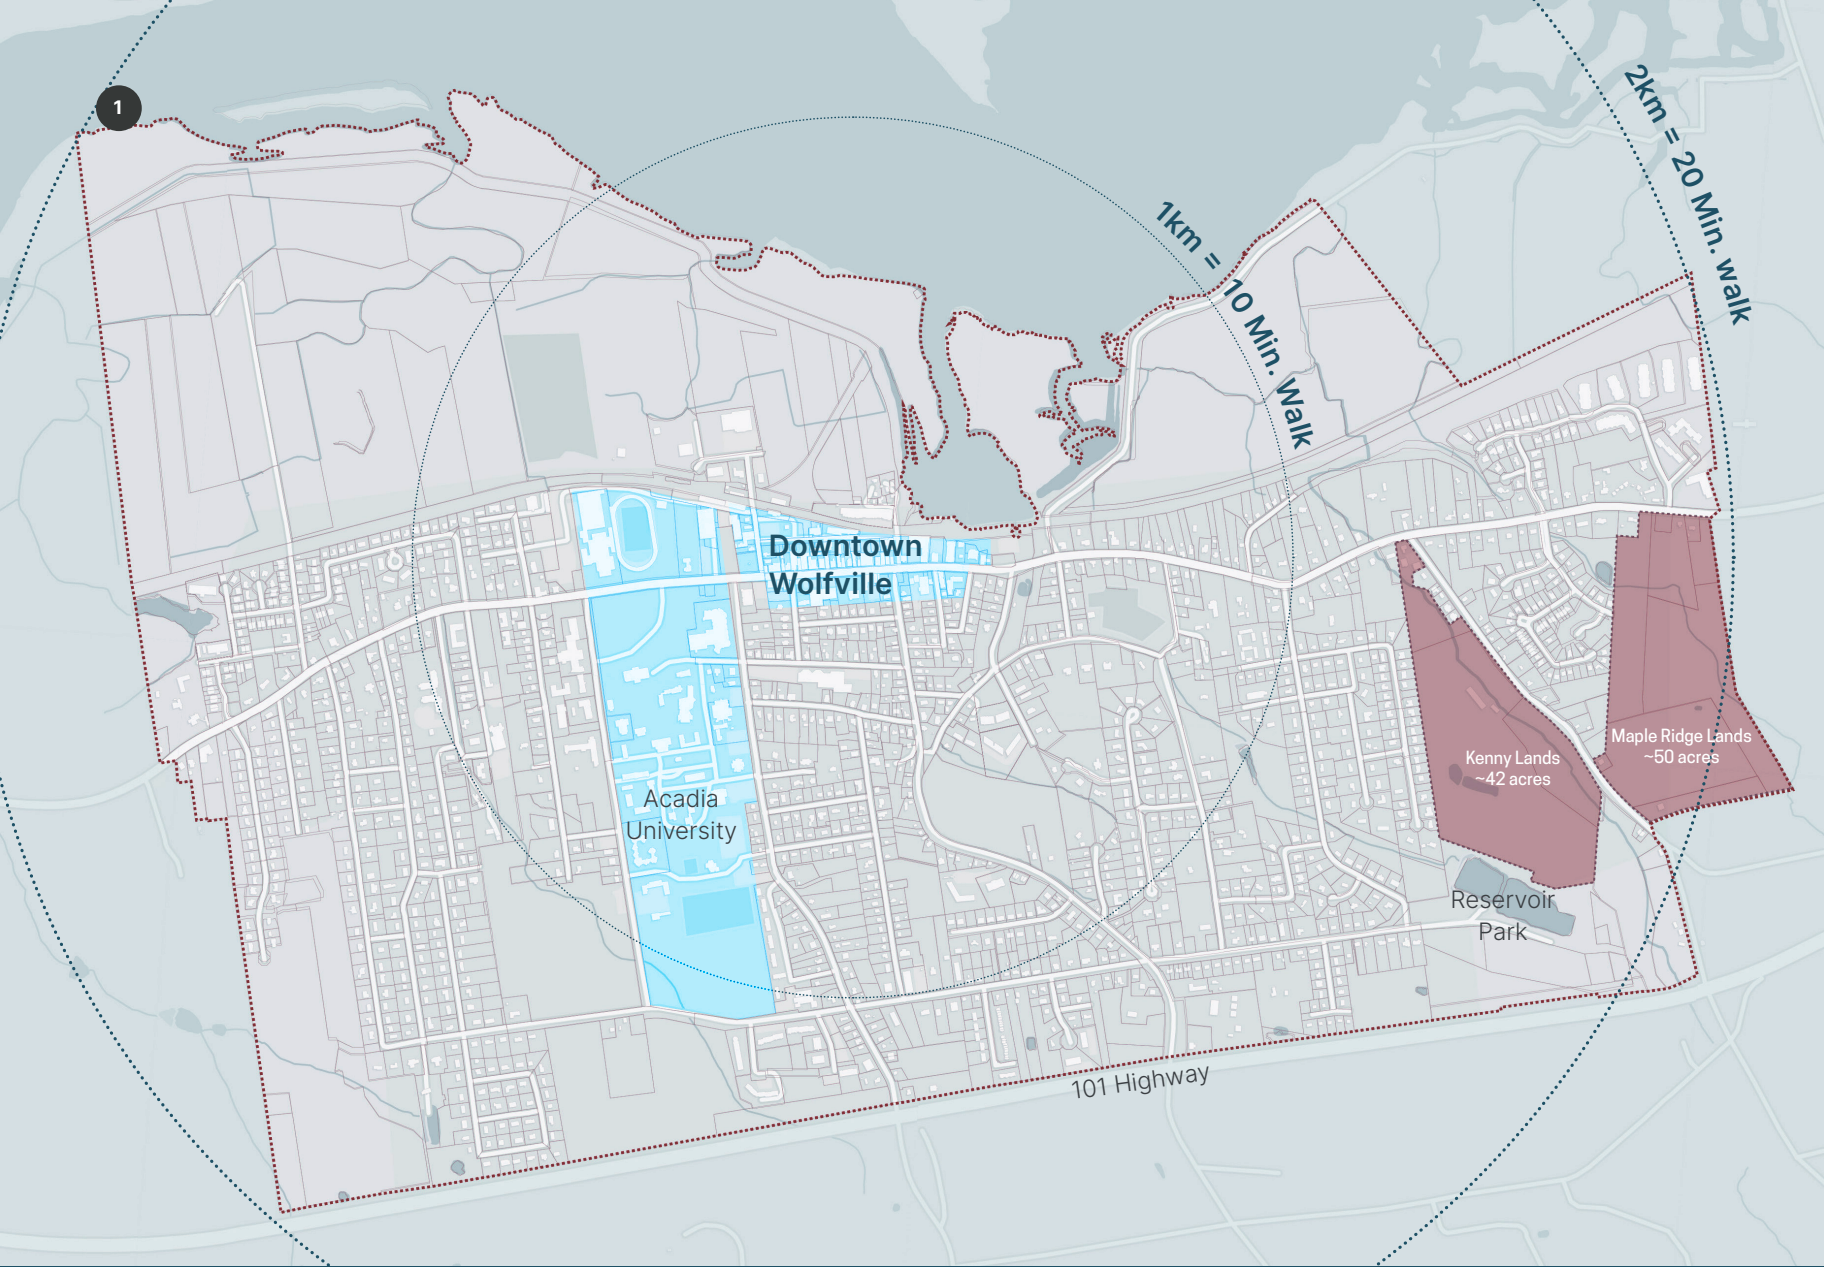 1
2km = 20 Min. walk
1km = 10 Min. Walk
Downtown
Wolfville
Maple Ridge Lands
~50 acres
Kenny Lands
~42 acres
Acadia
University
Reservoir
Park
101 Highway